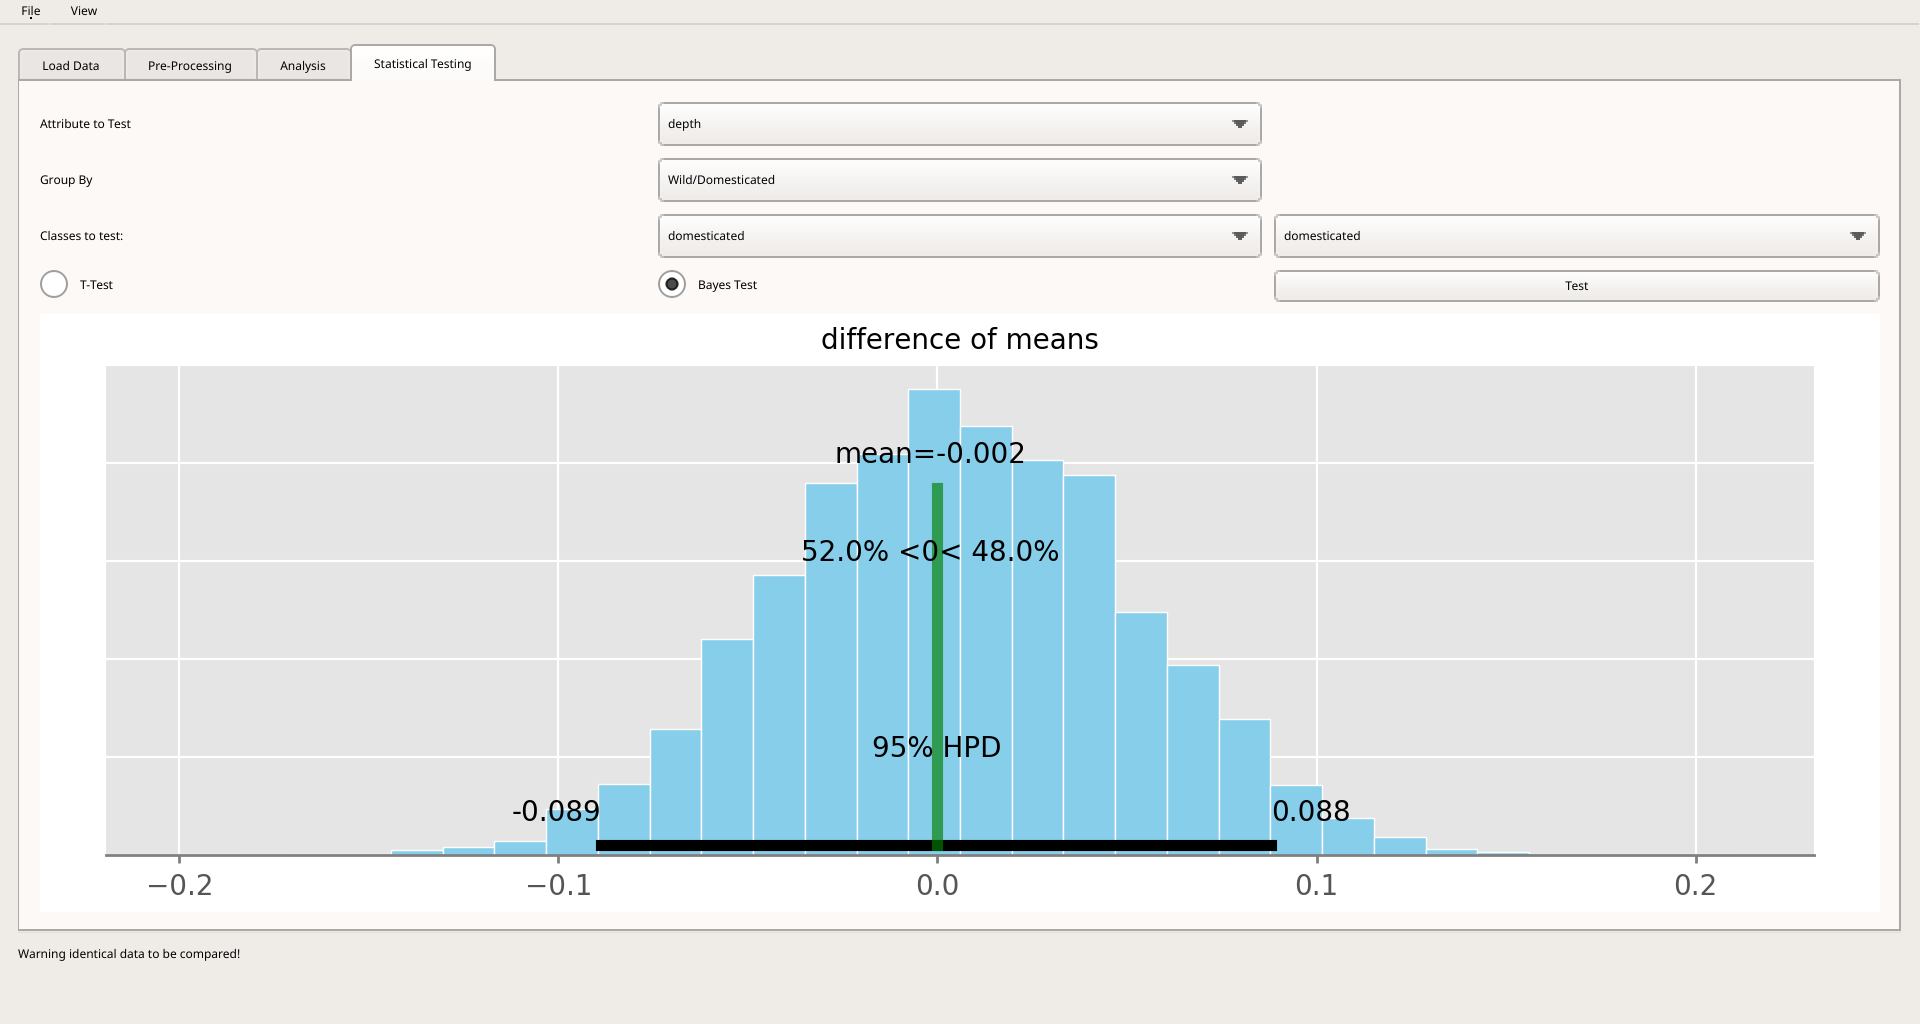 File View
Load Data Pre-Processing Analysis Statistical Testing
Attribute to Test depth
Group By Wild/Domesticated
Classes to test: domesticated domesticated
T-Test Bayes Test Test
difference of means
mean=-0.002
52.0% <0< 48.0%
95% HPD
-0.089 0.088
−0.2 −0.1 0.0 0.1 0.2
Warning identical data to be compared!